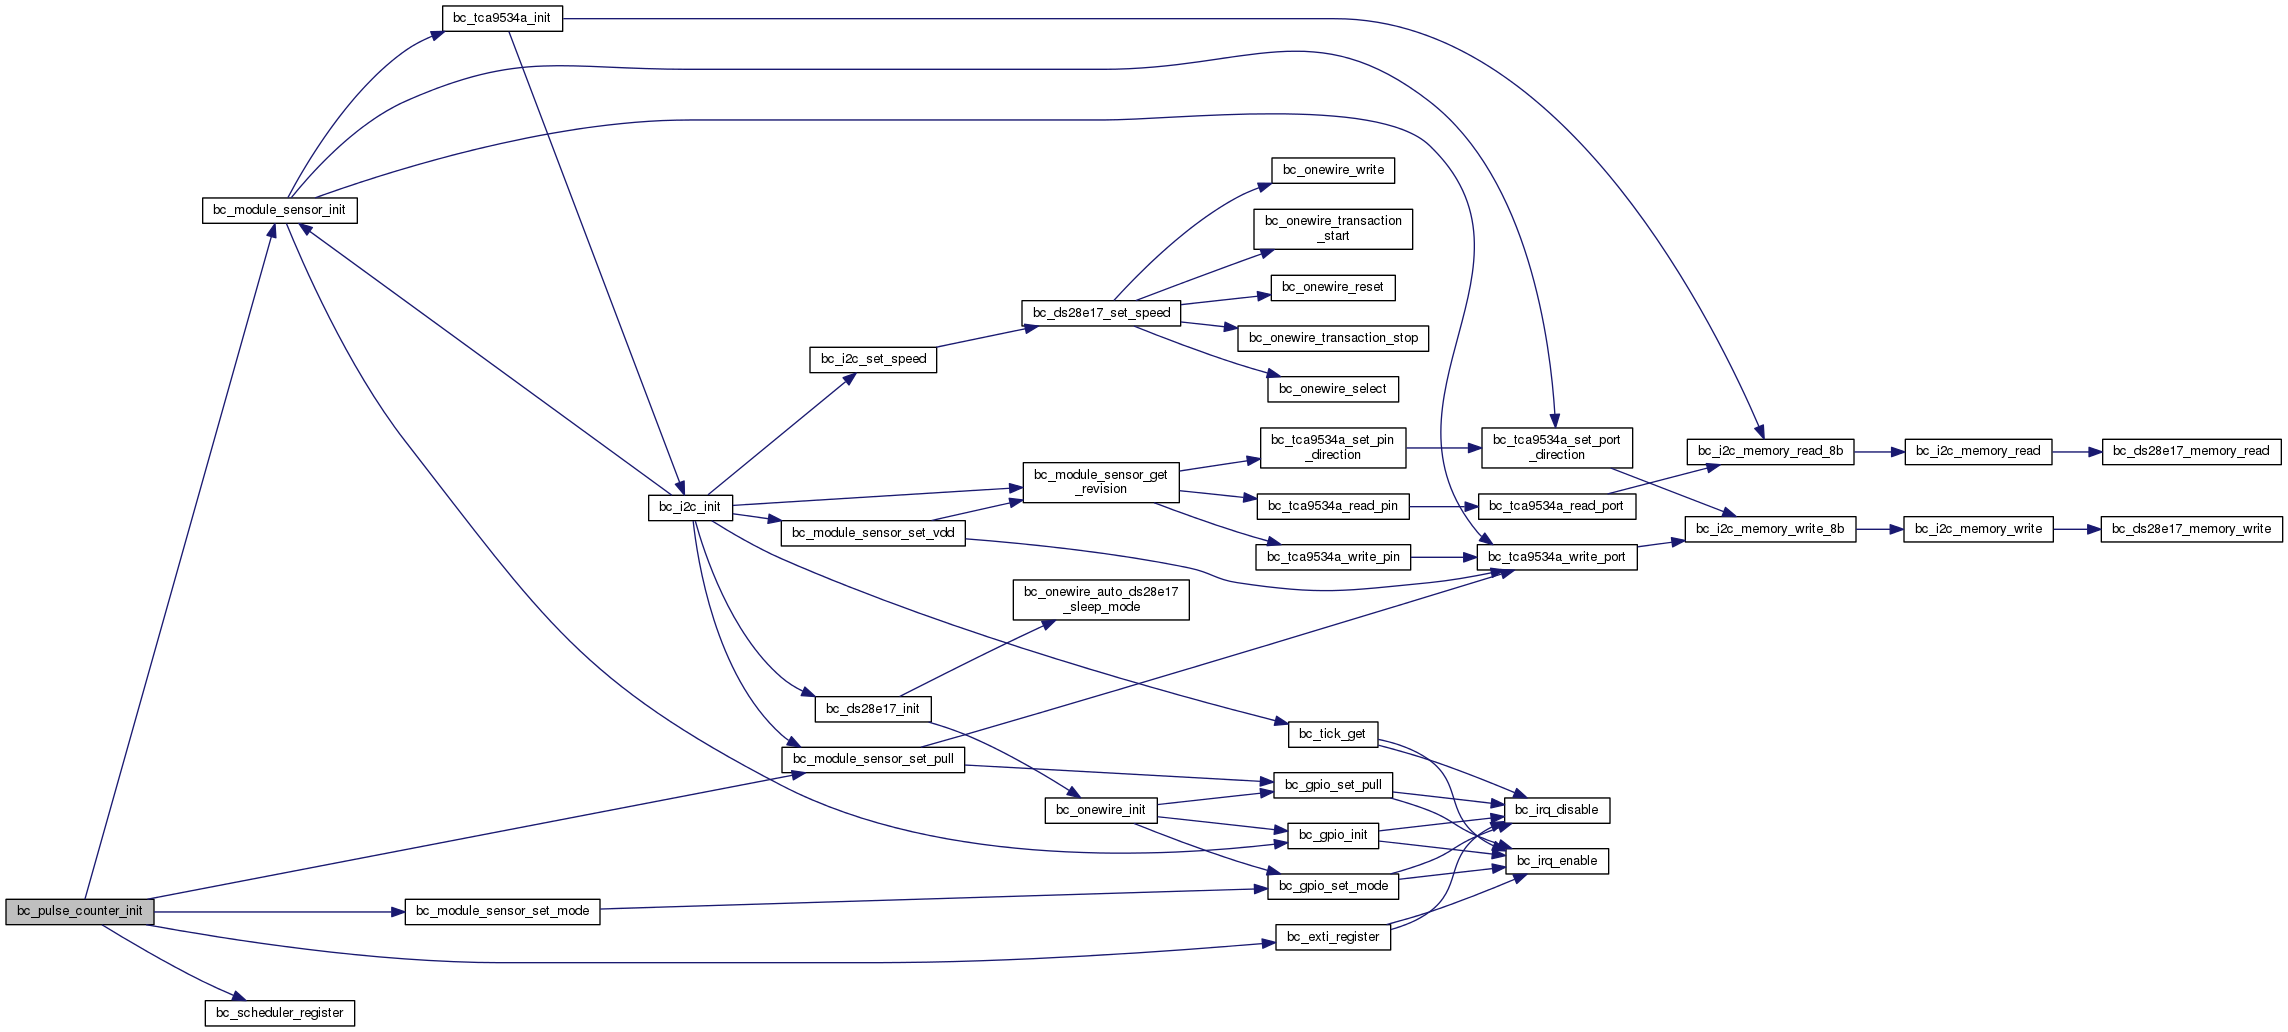 bc_tca9534a_init
bc_onewire_write
bc_module_sensor_init
bc_onewire_transaction
_start
bc_onewire_reset
bc_ds28e17_set_speed
bc_onewire_transaction_stop
bc_i2c_set_speed
bc_onewire_select
bc_tca9534a_set_pin
_direction
bc_tca9534a_set_port
_direction
bc_i2c_memory_read_8b
bc_i2c_memory_read
bc_ds28e17_memory_read
bc_module_sensor_get
_revision
bc_i2c_init
bc_tca9534a_read_pin
bc_tca9534a_read_port
bc_module_sensor_set_vdd
bc_i2c_memory_write_8b
bc_i2c_memory_write
bc_ds28e17_memory_write
bc_tca9534a_write_pin
bc_tca9534a_write_port
bc_onewire_auto_ds28e17
_sleep_mode
bc_ds28e17_init
bc_tick_get
bc_module_sensor_set_pull
bc_gpio_set_pull
bc_onewire_init
bc_irq_disable
bc_gpio_init
bc_irq_enable
bc_gpio_set_mode
bc_pulse_counter_init
bc_module_sensor_set_mode
bc_exti_register
bc_scheduler_register